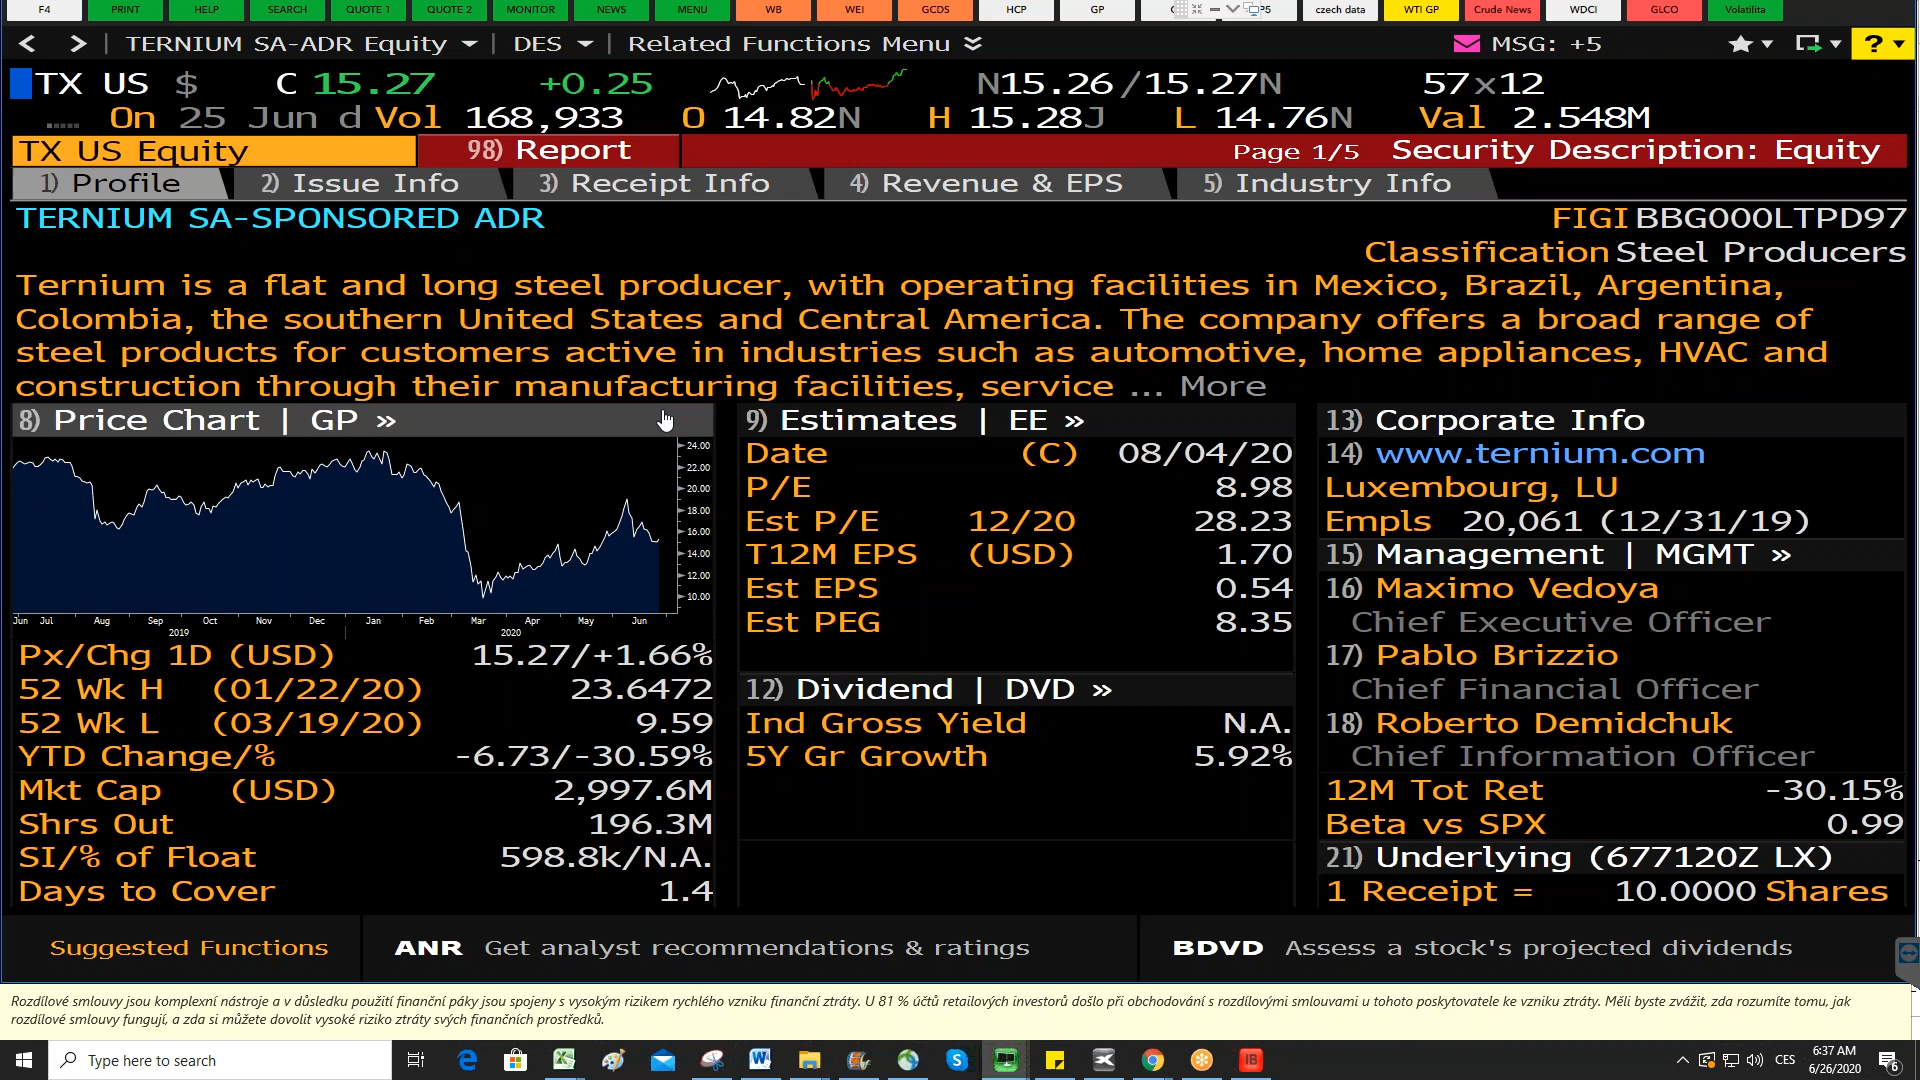 F4 PRINT HELP SEARCH QUOTE 1 QUOTE 2 MONITOR NEWS MENU WB WEI GCDS HCP GP P5 czech data WTI GP Crude News WDCI GLCO Volatilita
TERNIUM SA-ADR Equity DES Related Functions Menu MSG: +5 ?
TX US $ C 15.27 +0.25 N15.26/15.27N 57x12
On 25 Jun d Vol 168,933 O 14.82N H 15.28J L 14.76N Val 2.548M
TX US Equity 98) Report Page 1/5 Security Description: Equity
1) Profile 2) Issue Info 3) Receipt Info 4) Revenue & EPS 5) Industry Info
TERNIUM SA-SPONSORED ADR FIGI BBG000LTPD97
Classification Steel Producers
Ternium is a flat and long steel producer, with operating facilities in Mexico, Brazil, Argentina,
Colombia, the southern United States and Central America. The company offers a broad range of
steel products for customers active in industries such as automotive, home appliances, HVAC and
construction through their manufacturing facilities, service ... More
8) Price Chart | GP »
24.00
22.00
20.00
18.00
16.00
14.00
12.00
10.00
Jun Jul Aug Sep Oct Nov Dec Jan Feb Mar Apr May Jun
2019 2020
Px/Chg 1D (USD) 15.27/+1.66%
52 Wk H (01/22/20) 23.6472
52 Wk L (03/19/20) 9.59
YTD Change/% -6.73/-30.59%
Mkt Cap (USD) 2,997.6M
Shrs Out 196.3M
SI/% of Float 598.8k/N.A.
Days to Cover 1.4
9) Estimates | EE »
Date (C) 08/04/20
P/E 8.98
Est P/E 12/20 28.23
T12M EPS (USD) 1.70
Est EPS 0.54
Est PEG 8.35
12) Dividend | DVD »
Ind Gross Yield N.A.
5Y Gr Growth 5.92%
13) Corporate Info
14) www.ternium.com
Luxembourg, LU
Empls 20,061 (12/31/19)
15) Management | MGMT »
16) Maximo Vedoya
Chief Executive Officer
17) Pablo Brizzio
Chief Financial Officer
18) Roberto Demidchuk
Chief Information Officer
12M Tot Ret -30.15%
Beta vs SPX 0.99
21) Underlying (677120Z LX)
1 Receipt = 10.0000 Shares
Suggested Functions ANR Get analyst recommendations & ratings BDVD Assess a stock's projected dividends
Rozdílové smlouvy jsou komplexní nástroje a v důsledku použití finanční páky jsou spojeny s vysokým rizikem rychlého vzniku finanční ztráty. U 81 % účtů retailových investorů došlo při obchodování s rozdílovými smlouvami u tohoto poskytovatele ke vzniku ztráty. Měli byste zvážit, zda rozumíte tomu, jak
rozdílové smlouvy fungují, a zda si můžete dovolit vysoké riziko ztráty svých finančních prostředků.
Type here to search
CES
6:37 AM
6/26/2020
6